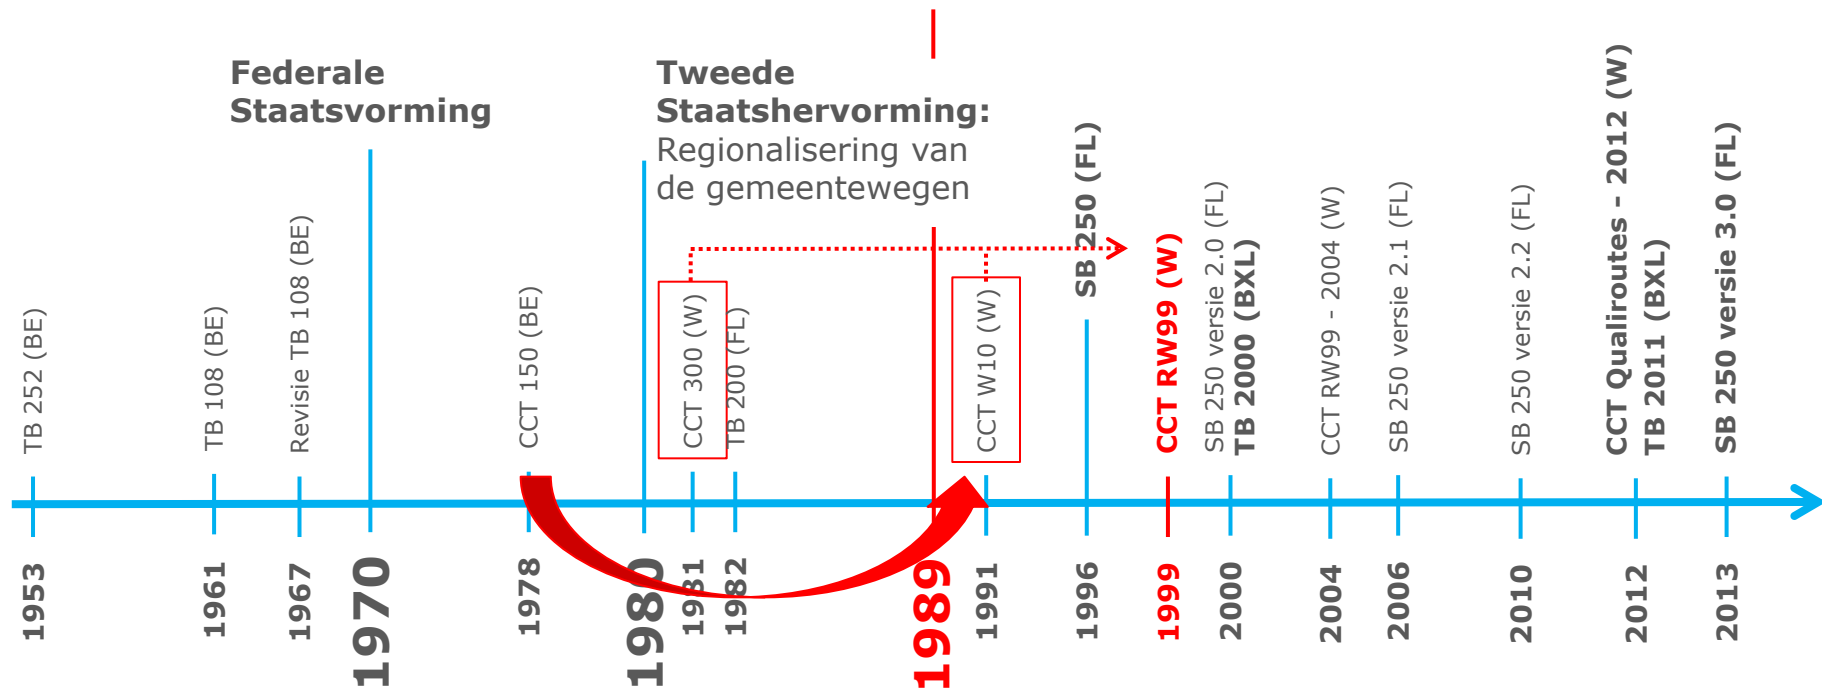 Federale
Staatsvorming
Tweede
Staatshervorming:
Regionalisering van
de gemeentewegen
TB 252 (BE)
TB 108 (BE)
Revisie TB 108 (BE)
CCT 150 (BE)
CCT 300 (W)
TB 200 (FL)
CCT W10 (W)
SB 250 (FL)
CCT RW99 (W)
SB 250 versie 2.0 (FL)
TB 2000 (BXL)
CCT RW99 - 2004 (W)
SB 250 versie 2.1 (FL)
SB 250 versie 2.2 (FL)
CCT Qualiroutes - 2012 (W)
TB 2011 (BXL)
SB 250 versie 3.0 (FL)
1953
1961
1967
1970
1978
1980
1981
1982
1989
1991
1996
1999
2000
2004
2006
2010
2012
2013